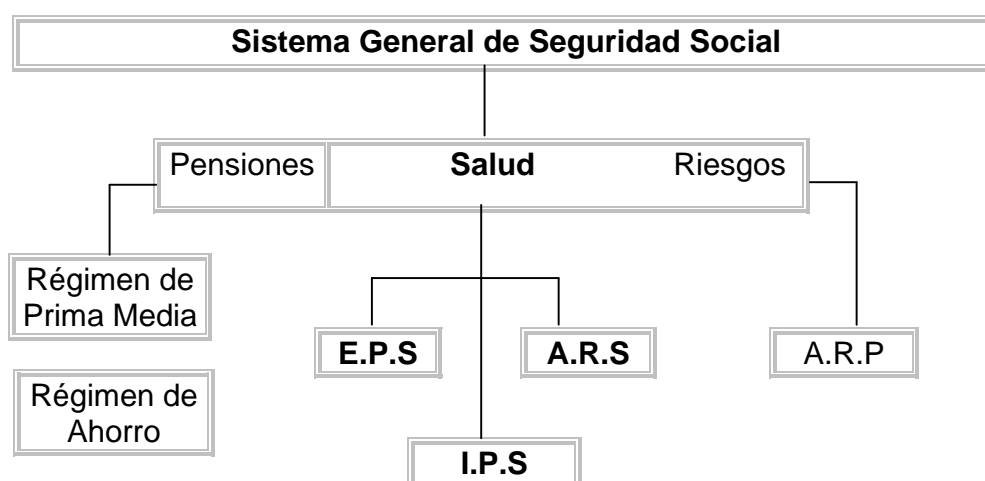 Sistema General de Seguridad Social
Pensiones
Salud
Riesgos
Régimen de
Prima Media
E.P.S
A.R.S
A.R.P
Régimen de
Ahorro
I.P.S